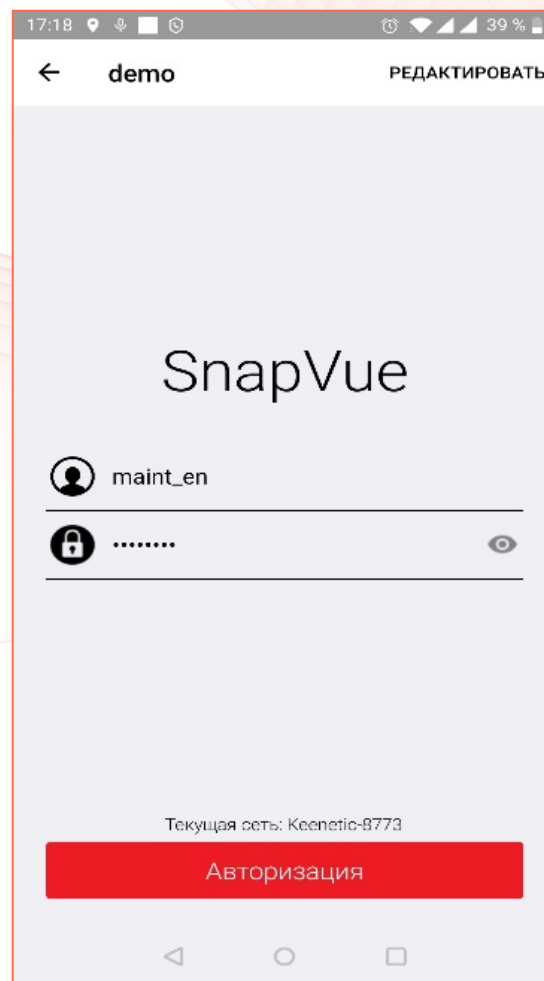 17:18 39 %
demo РЕДАКТИРОВАТЬ
SnapVue
maint_en
••••••••
Текущая сеть: Keenetic-8773
Авторизация